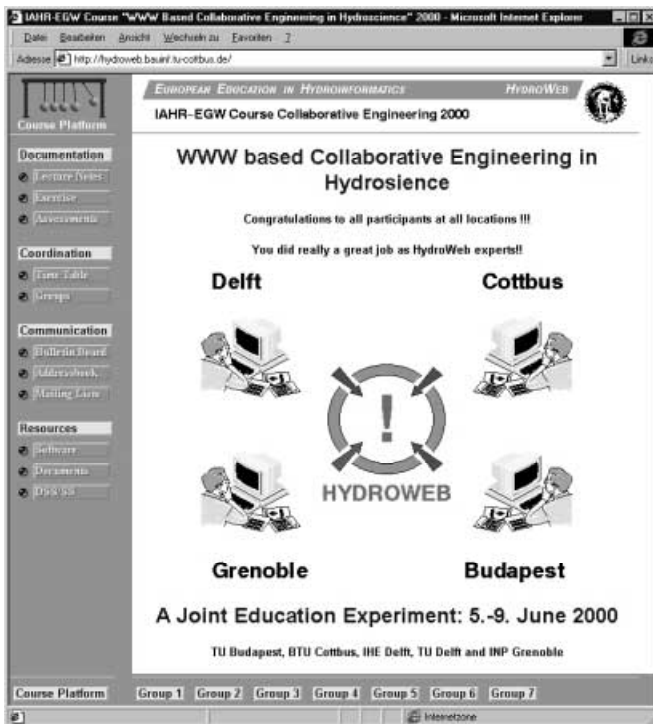 IAHR-EGW Course "WWW Based Collaborative Engineering in Hydroscience" 2000 - Microsoft Internet Explorer
Datei Bearbeiten Ansicht Wechseln zu Favoriten ?
Adresse http://hydroweb.bauinf.tu-cottbus.de/ Links
EUROPEAN EDUCATION IN HYDROINFORMATICS HYDROWEB
IAHR-EGW Course Collaborative Engineering 2000
Course Platform
Documentation
Lecture Notes
Exercise
Assessments
Coordination
Time Table
Groups
Communication
Bulletin Board
Addressbook
Mailing Lists
Resources
Software
Documents
WWW based Collaborative Engineering in
Hydrosience
Congratulations to all participants at all locations !!!
You did really a great job as HydroWeb experts!!
Delft Cottbus
!
HYDROWEB
Grenoble Budapest
A Joint Education Experiment: 5.-9. June 2000
TU Budapest, BTU Cottbus, IHE Delft, TU Delft and INP Grenoble
Course Platform Group 1 Group 2 Group 3 Group 4 Group 5 Group 6 Group 7
Internetzone